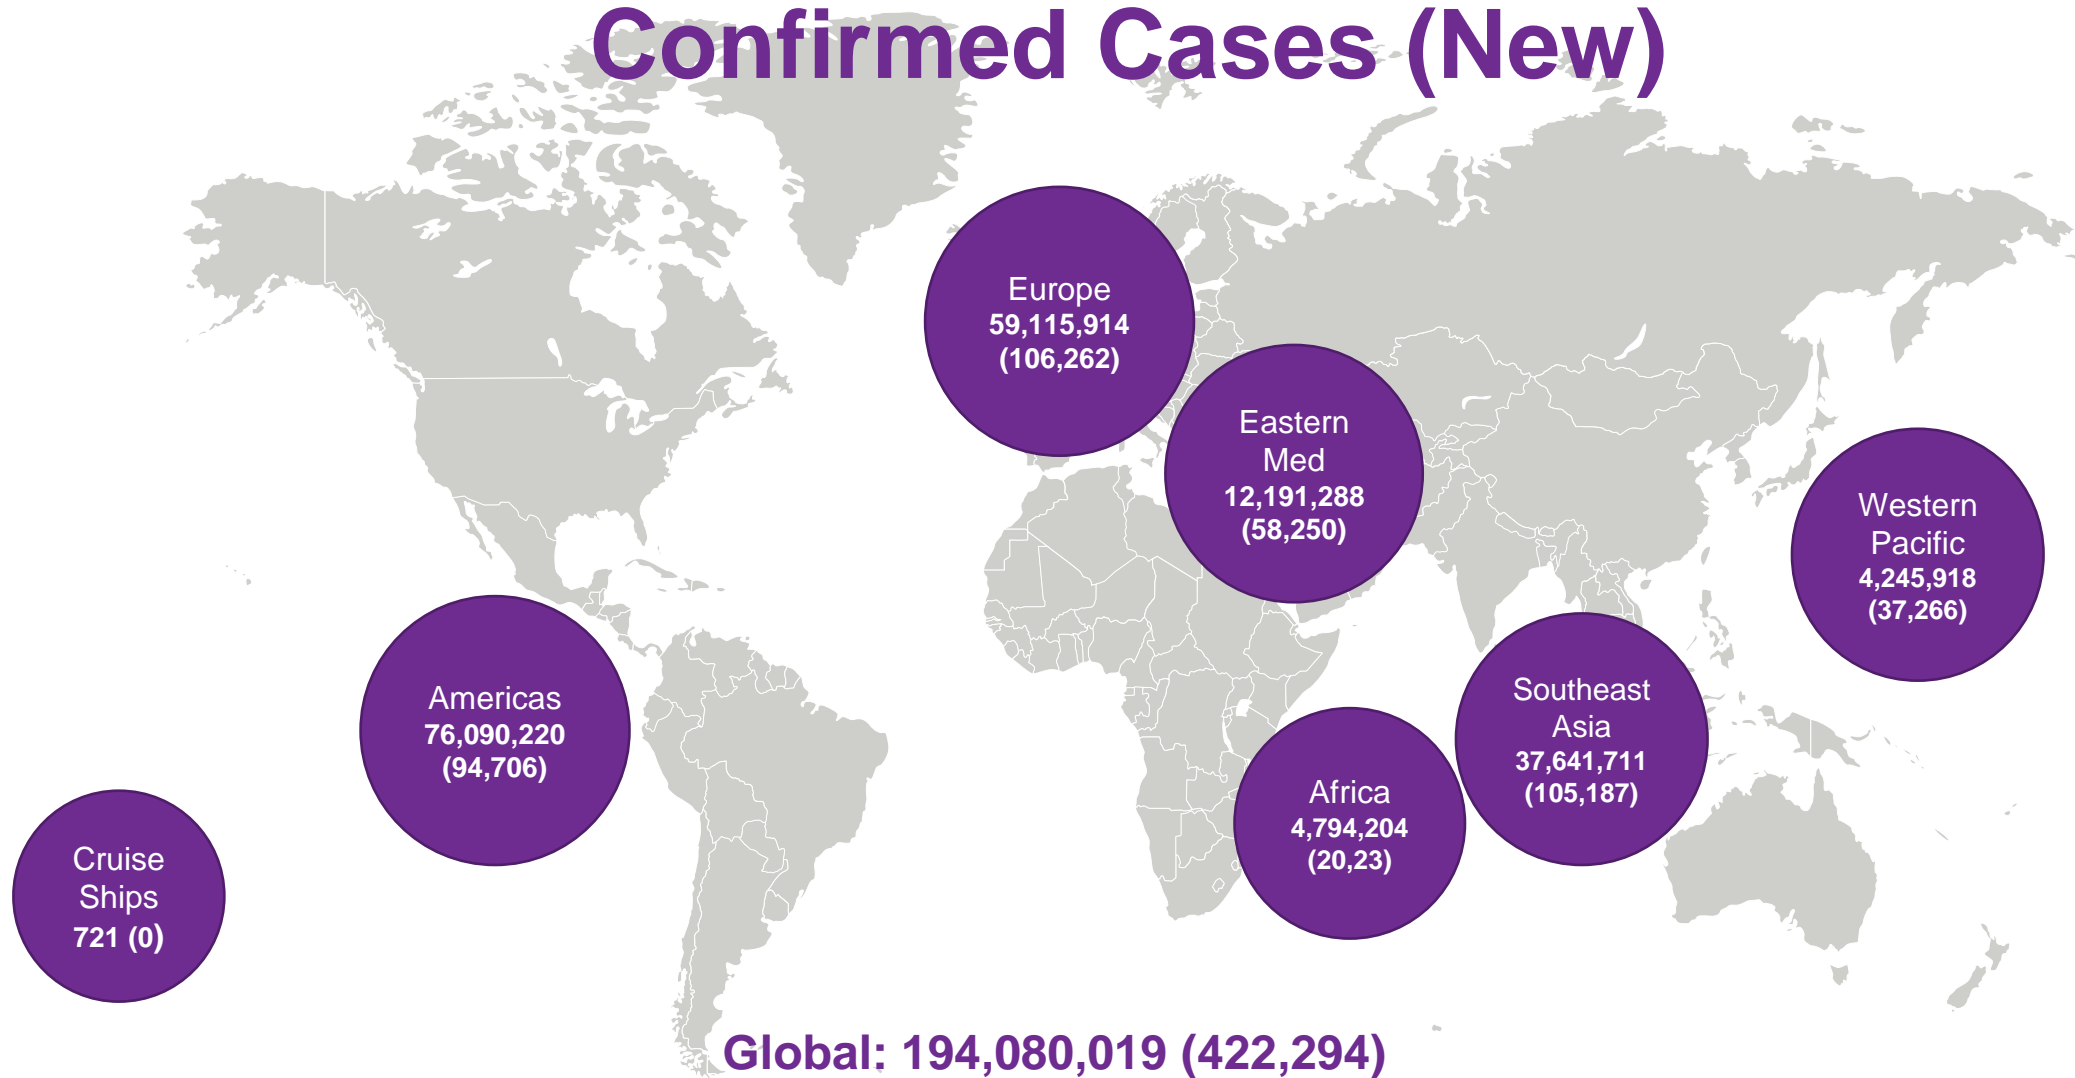 Confirmed Cases (New)
Europe
59,115,914
(106,262)
Eastern
Med
12,191,288
(58,250)
Western
Pacific
4,245,918
(37,266)
Americas
76,090,220
(94,706)
Southeast
Asia
37,641,711
(105,187)
Africa
4,794,204
(20,23)
Cruise
Ships
721 (0)
Global: 194,080,019 (422,294)